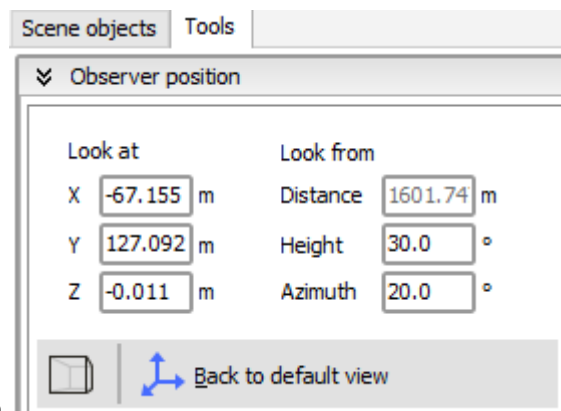 Scene objects Tools
Observer position
Look at Look from
X -67.155 m Distance 1601.74 m
Y 127.092 m Height 30.0 °
Z -0.011 m Azimuth 20.0 °
Back to default view